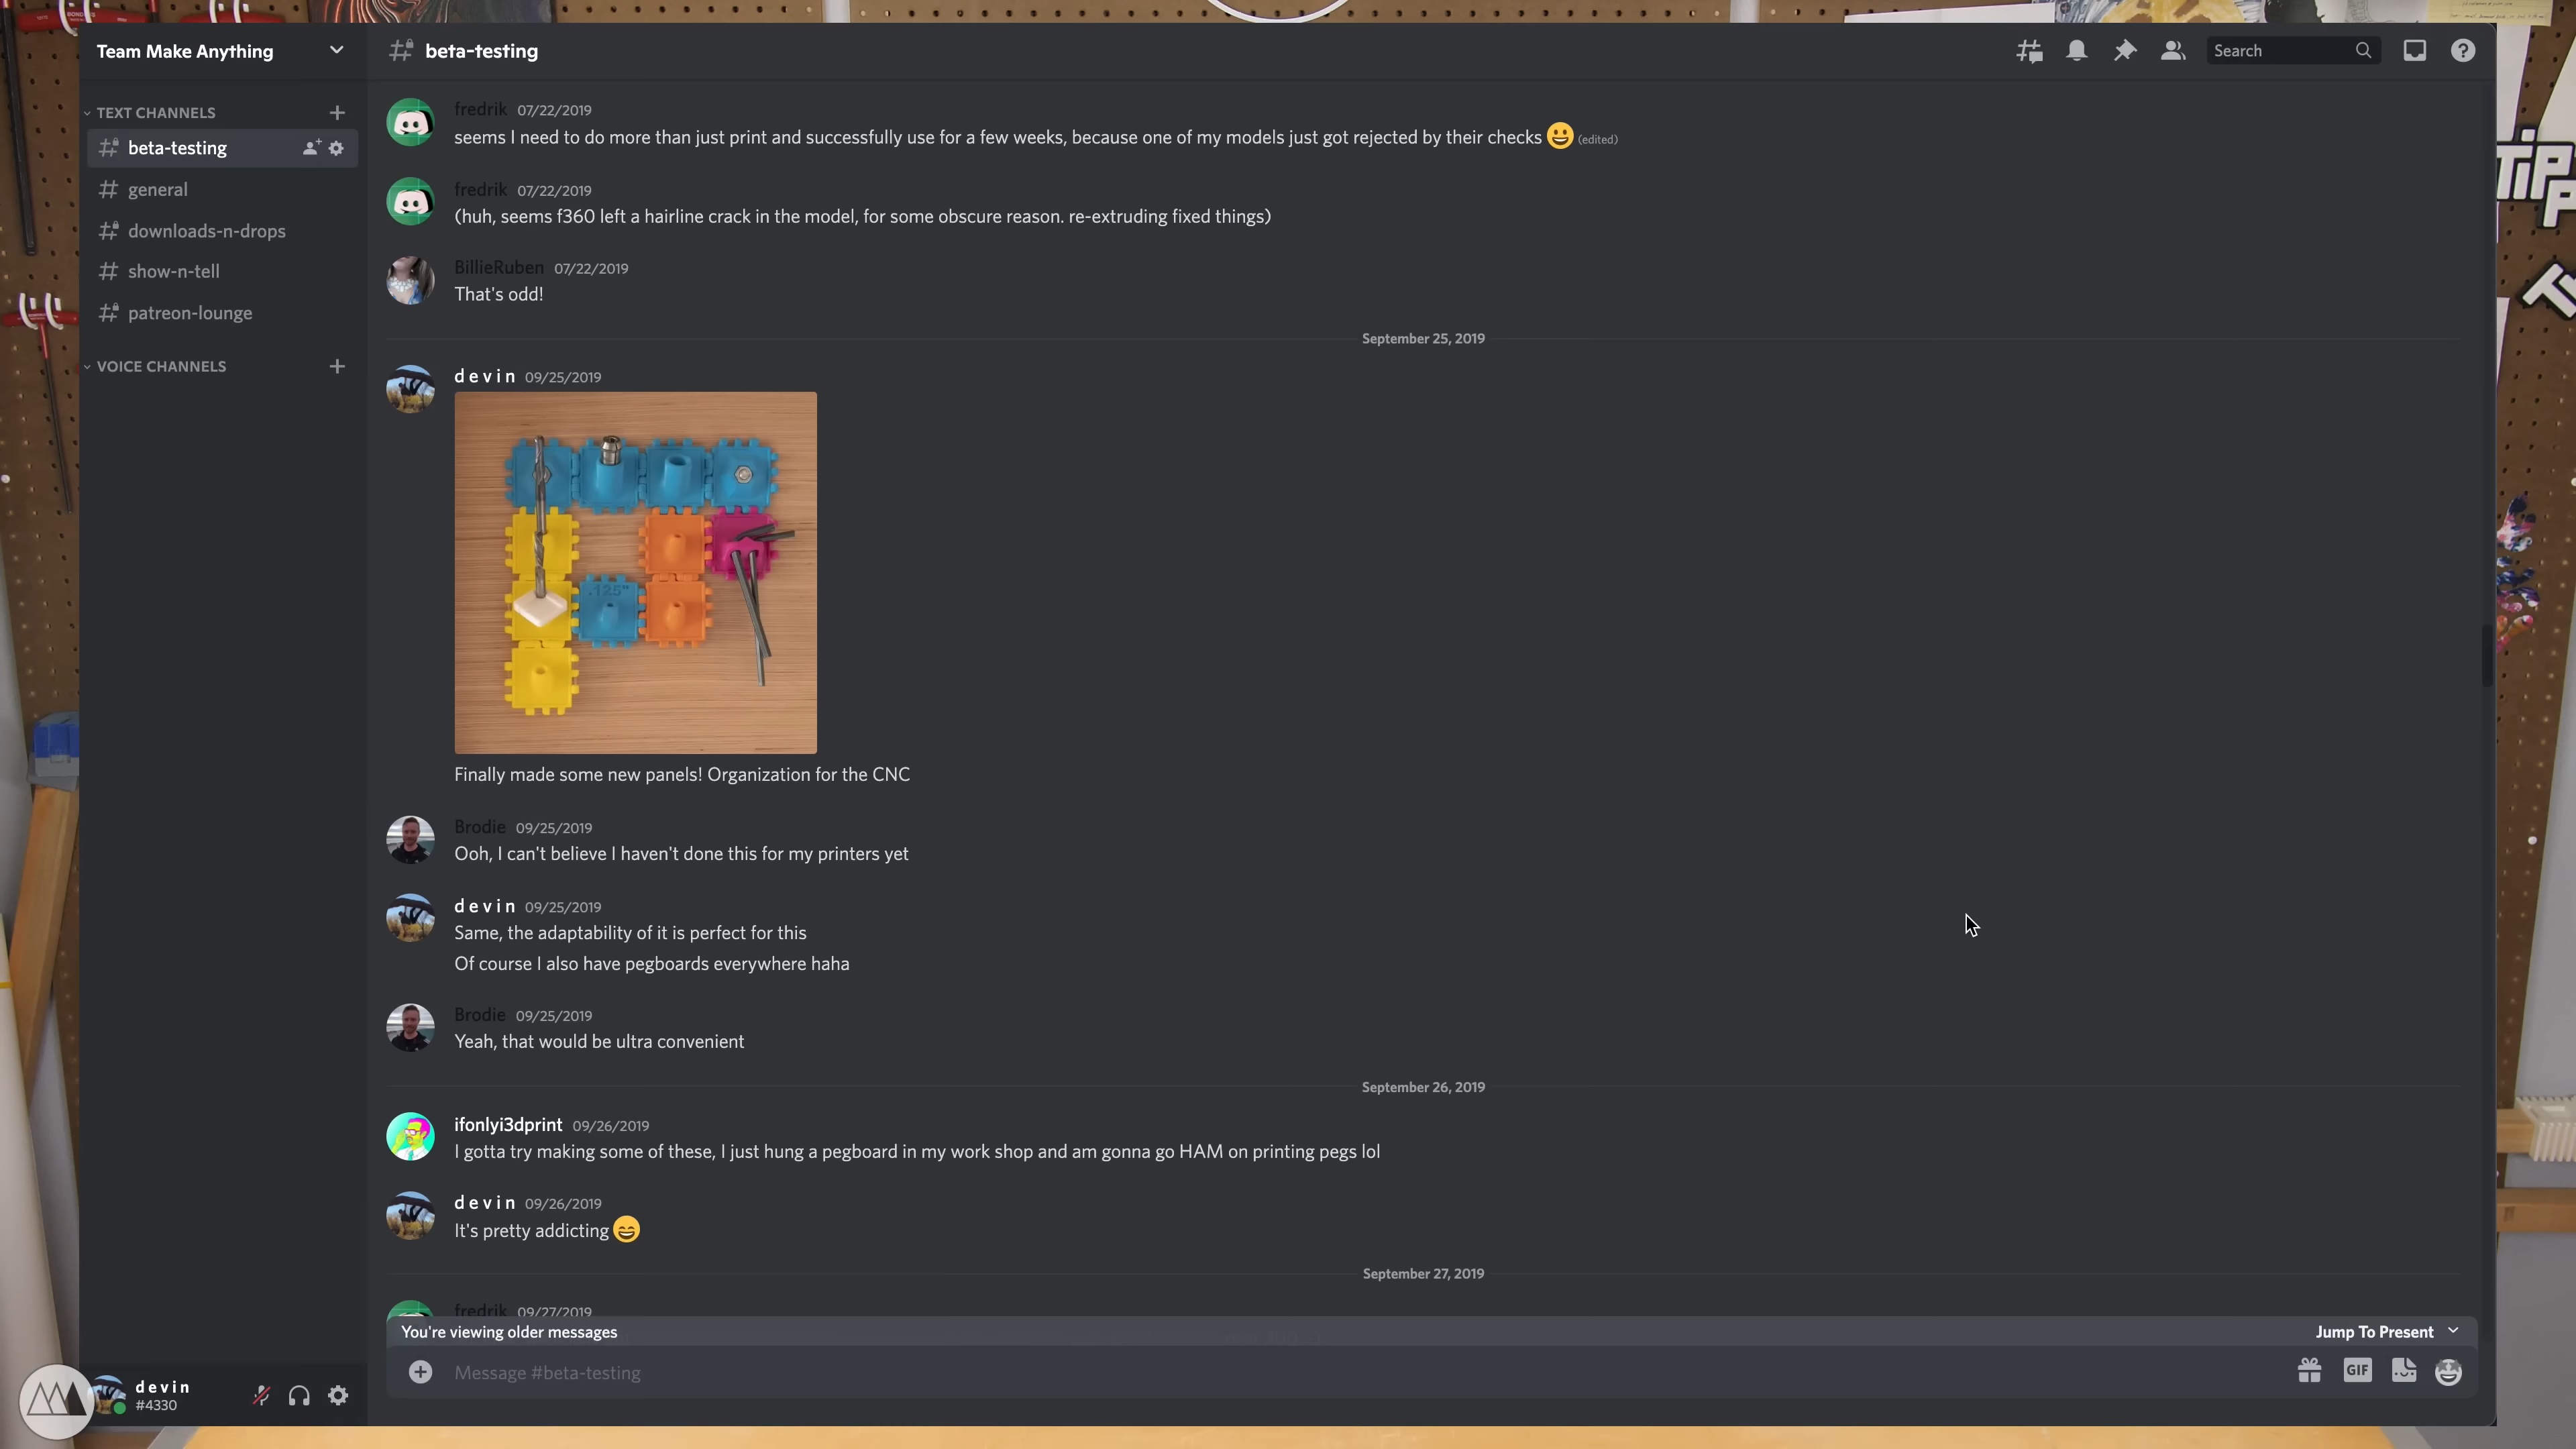 Team Make Anything
TEXT CHANNELS
beta-testing
general
downloads-n-drops
show-n-tell
patreon-lounge
VOICE CHANNELS
devin
#4330
beta-testing
Search
fredrik 07/22/2019
seems I need to do more than just print and successfully use for a few weeks, because one of my models just got rejected by their checks 😀 (edited)
fredrik 07/22/2019
(huh, seems f360 left a hairline crack in the model, for some obscure reason. re-extruding fixed things)
BillieRuben 07/22/2019
That's odd!
September 25, 2019
d e v i n 09/25/2019
.125"
Finally made some new panels! Organization for the CNC
Brodie 09/25/2019
Ooh, I can't believe I haven't done this for my printers yet
d e v i n 09/25/2019
Same, the adaptability of it is perfect for this
Of course I also have pegboards everywhere haha
Brodie 09/25/2019
Yeah, that would be ultra convenient
September 26, 2019
ifonlyi3dprint 09/26/2019
I gotta try making some of these, I just hung a pegboard in my work shop and am gonna go HAM on printing pegs lol
d e v i n 09/26/2019
It's pretty addicting 😄
September 27, 2019
fredrik 09/27/2019
You're viewing older messages
Jump To Present
Message #beta-testing
GIF